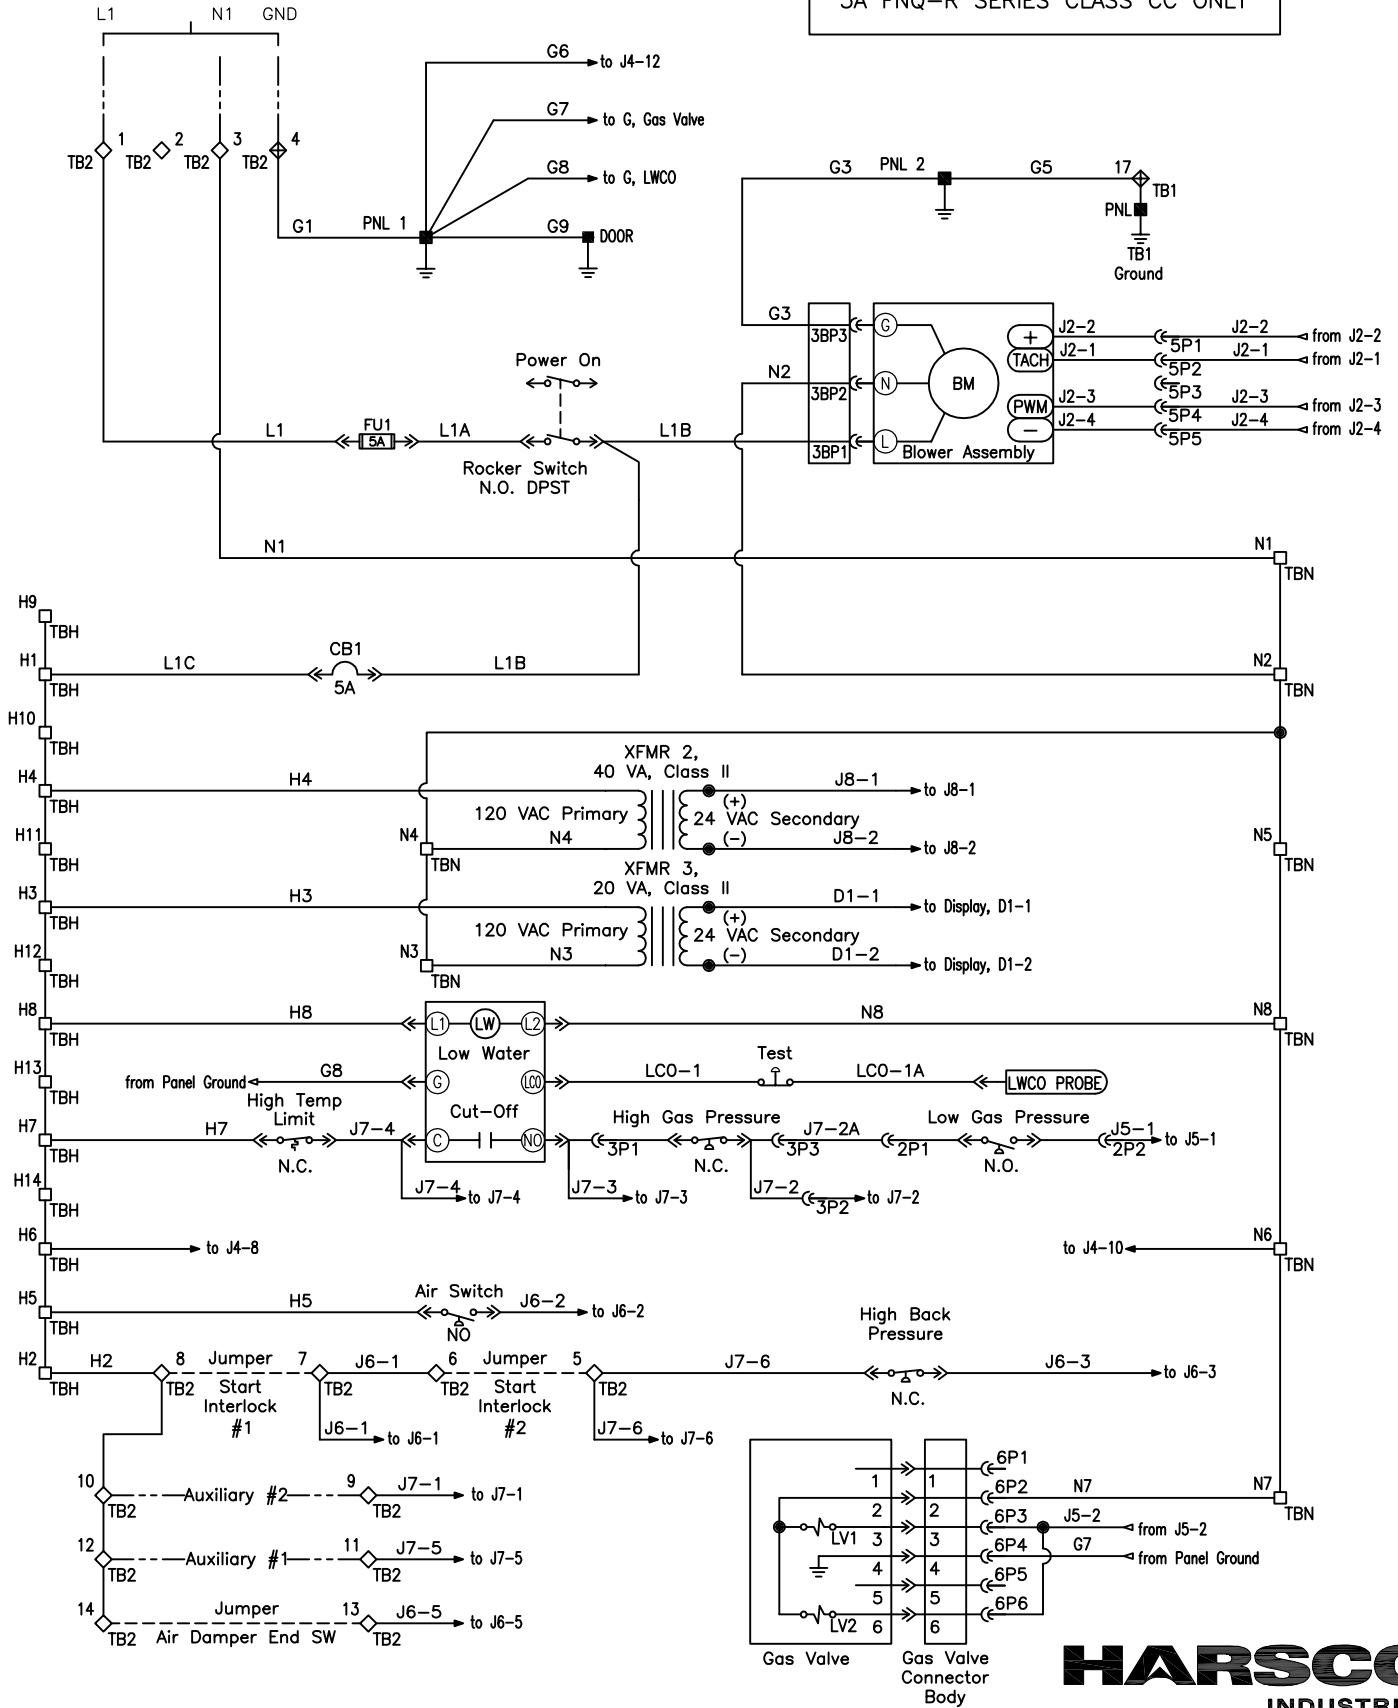 5A FNQ-R SERIES CLASS CC ONLY
L1 N1 GND
G6 to J4-12
G7 to G, Gas Valve
1 2 3 4
TB2 TB2 TB2 TB2
G8 to G, LWCO
G3 PNL 2 G5 17 TB1
PNL
G1 PNL 1 G9 DOOR
TB1
Ground
G3 3BP3 G
+ J2-2 5P1 J2-2 from J2-2
TACH J2-1 5P2 J2-1 from J2-1
Power On
N2 3BP2 N BM
5P3
PWM J2-3 5P4 J2-3 from J2-3
- J2-4 5P5 J2-4 from J2-4
L1 FU1 5A L1A L1B 3BP1 L
Blower Assembly
Rocker Switch
N.O. DPST
N1 N1 TBN
H9 TBH
H1 TBH L1C CB1 5A L1B N2 TBN
H10 TBH
XFMR 2,
40 VA, Class II
H4 TBH H4 J8-1 to J8-1
120 VAC Primary (+)
24 VAC Secondary
(-)
H11 TBH N4 TBN N4 J8-2 to J8-2 N5 TBN
XFMR 3,
20 VA, Class II
H3 TBH H3 D1-1 to Display, D1-1
120 VAC Primary (+)
24 VAC Secondary
(-)
H12 TBH N3 TBN N3 D1-2 to Display, D1-2
H8 TBH H8 L1 LW L2 N8 N8 TBN
Low Water
Cut-Off
H13 TBH from Panel Ground G8 G LCO LCO-1 Test LCO-1A LWCO PROBE
High Temp
Limit
High Gas Pressure
Low Gas Pressure
H7 TBH H7 N.C. J7-4 C NO 3P1 N.C. 3P3 J7-2A 2P1 N.O. J5-1 2P2 to J5-1
H14 TBH J7-4 to J7-4 J7-3 to J7-3 J7-2 3P2 to J7-2
H6 TBH to J4-8 to J4-10 N6 TBN
Air Switch
H5 TBH H5 NO J6-2 to J6-2
High Back
Pressure
H2 TBH H2 8 TB2 Jumper 7 TB2 J6-1 6 TB2 Jumper 5 TB2 J7-6 N.C. J6-3 to J6-3
Start
Interlock
#1
Start
Interlock
#2
J6-1 to J6-1
J7-6 to J7-6
10 TB2 Auxiliary #2 9 TB2 J7-1 to J7-1
12 TB2 Auxiliary #1 11 TB2 J7-5 to J7-5
14 TB2 Jumper 13 TB2 J6-5 to J6-5
Air Damper End SW
1 1 6P1
2 2 6P2 N7 N7 TBN
LV1 3 3 6P3 J5-2 from J5-2
4 4 6P4 G7 from Panel Ground
5 5 6P5
LV2 6 6 6P6
Gas Valve
Gas Valve
Connector
Body
HARSCO
INDUSTRI